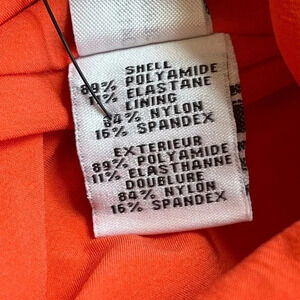 SHELL
89% POLYAMIDE
11% ELASTANE
LINING
84% NYLON
16% SPANDEX
EXTERIEUR
89% POLYAMIDE
11% ELASTHANNE
DOUBLURE
84% NYLON
16% SPANDEX